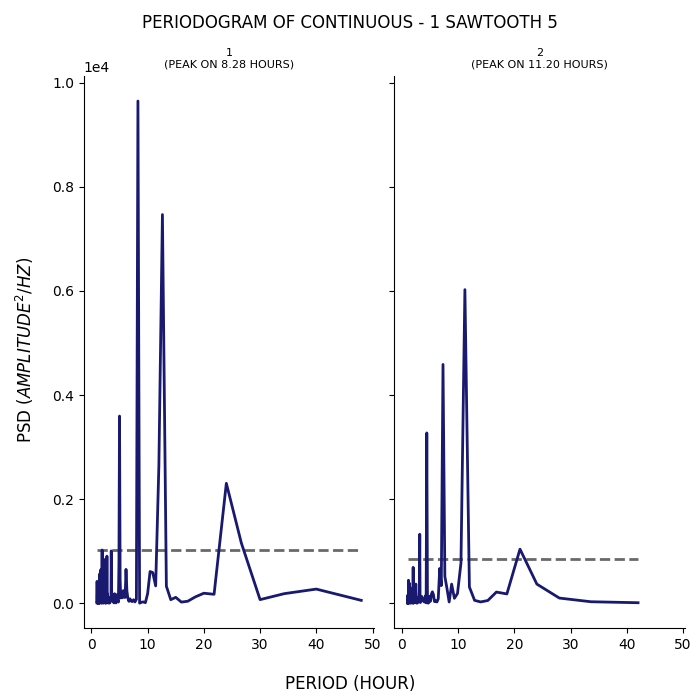 PERIODOGRAM OF CONTINUOUS - 1 SAWTOOTH 5
1
(PEAK ON 8.28 HOURS)
2
(PEAK ON 11.20 HOURS)
1e4
1.0
0.8
0.6
0.4
0.2
0.0
PSD (AMPLITUDE²/HZ)
0 10 20 30 40 50
0 10 20 30 40 50
PERIOD (HOUR)